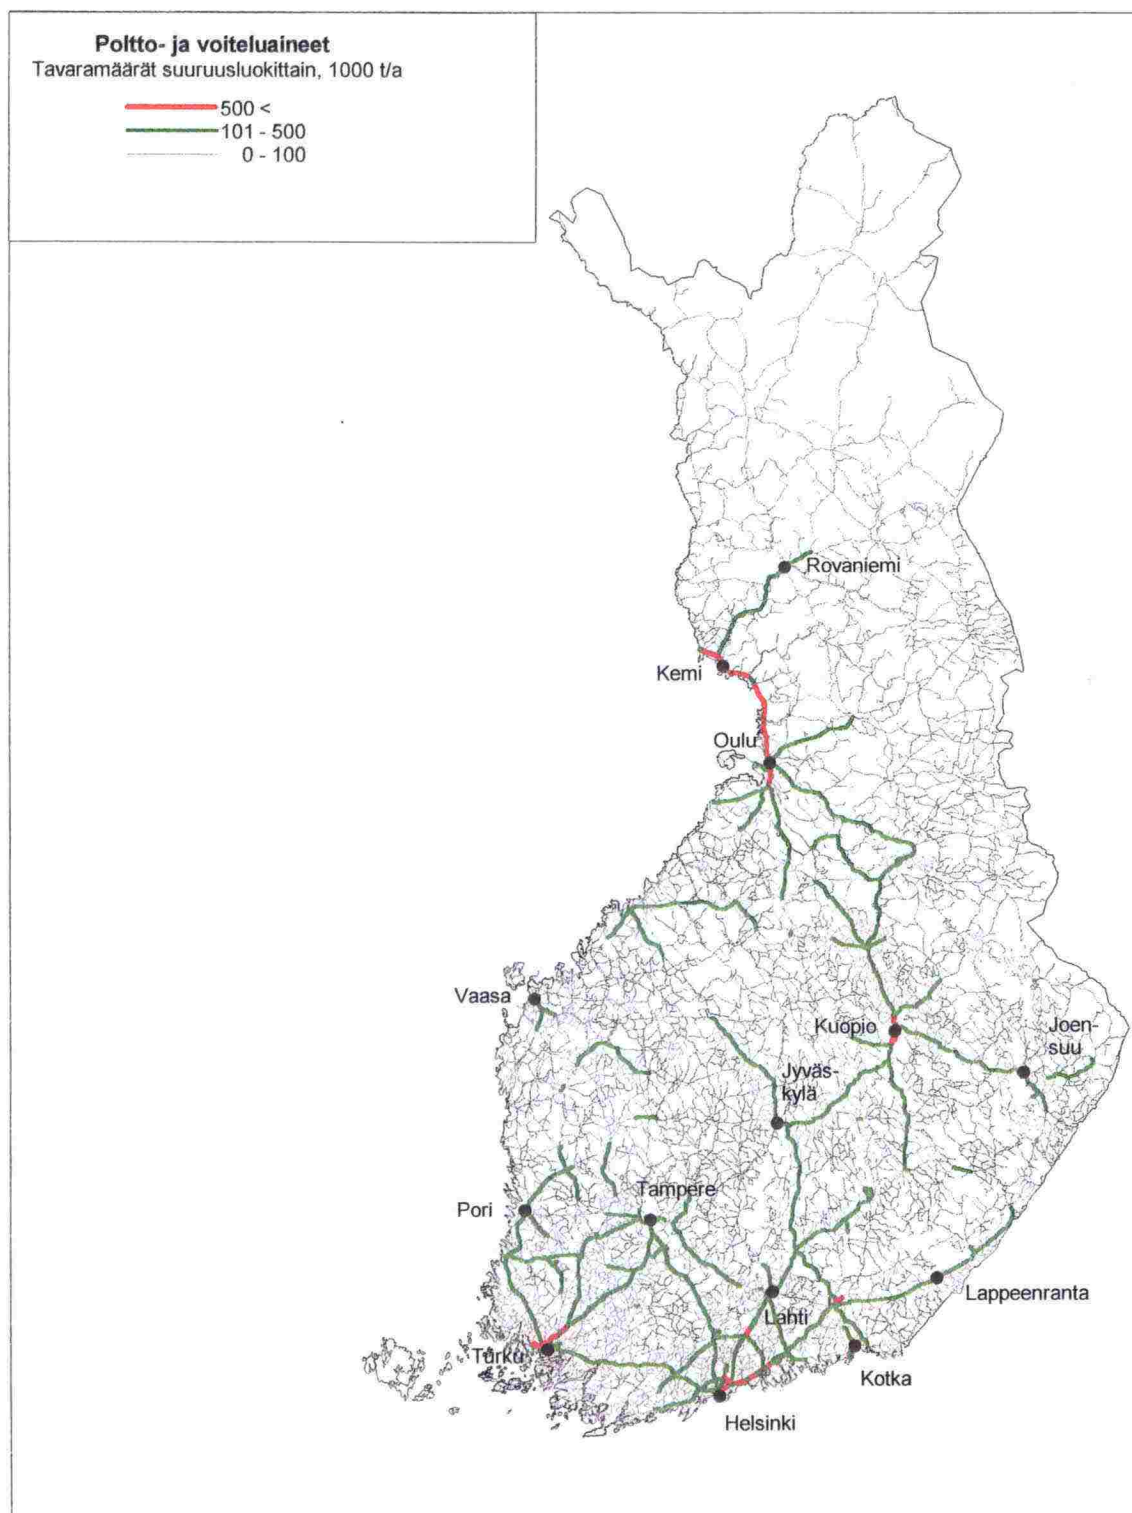 Poltto- ja voiteluaineet
Tavaramäärät suuruusluokittain, 1000 t/a
500 <
101 - 500
0 - 100
Rovaniemi
Kemi
Oulu
Vaasa
Kuopio
Joen-
suu
Jyväs-
kylä
Pori
Tampere
Lahti
Lappeenranta
Turku
Kotka
Helsinki